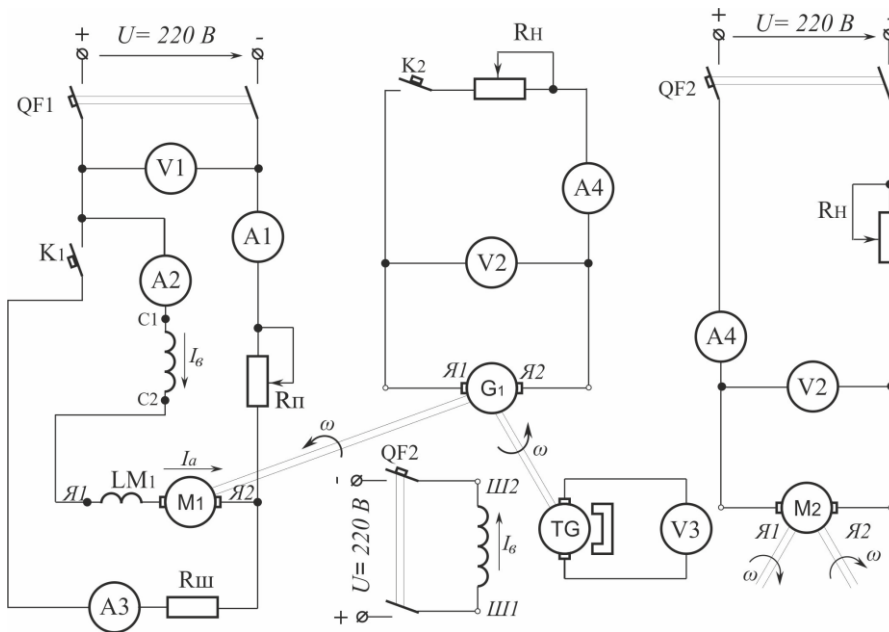 + U= 220 В -
QF1
V1
A1
K1
A2
C1
Iв
C2
Rп
Ia
Я1 LM1 M1 Я2
A3 Rш
K2 Rн
A4
V2
Я1 G1 Я2
ω
ω
QF2
- Ш2
U= 220 В
Iв
+ Ш1
TG V3
+ U= 220 В -
QF2
Rн
A4
V2
M2
Я1 Я2
ω ω